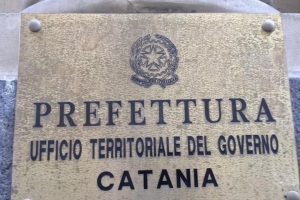 PREFETTURA
UFFICIO TERRITORIALE DEL GOVERNO
CATANIA